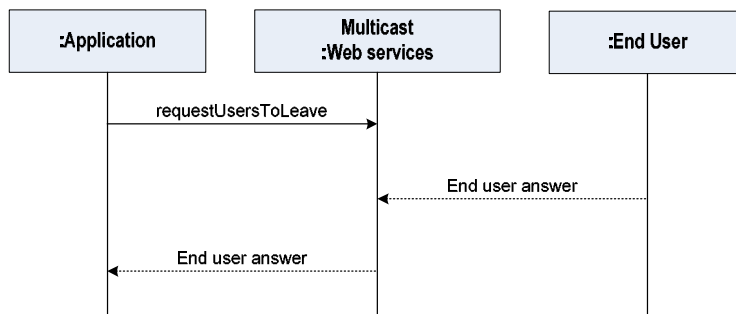 :Application
Multicast
:Web services
:End User
requestUsersToLeave
End user answer
End user answer